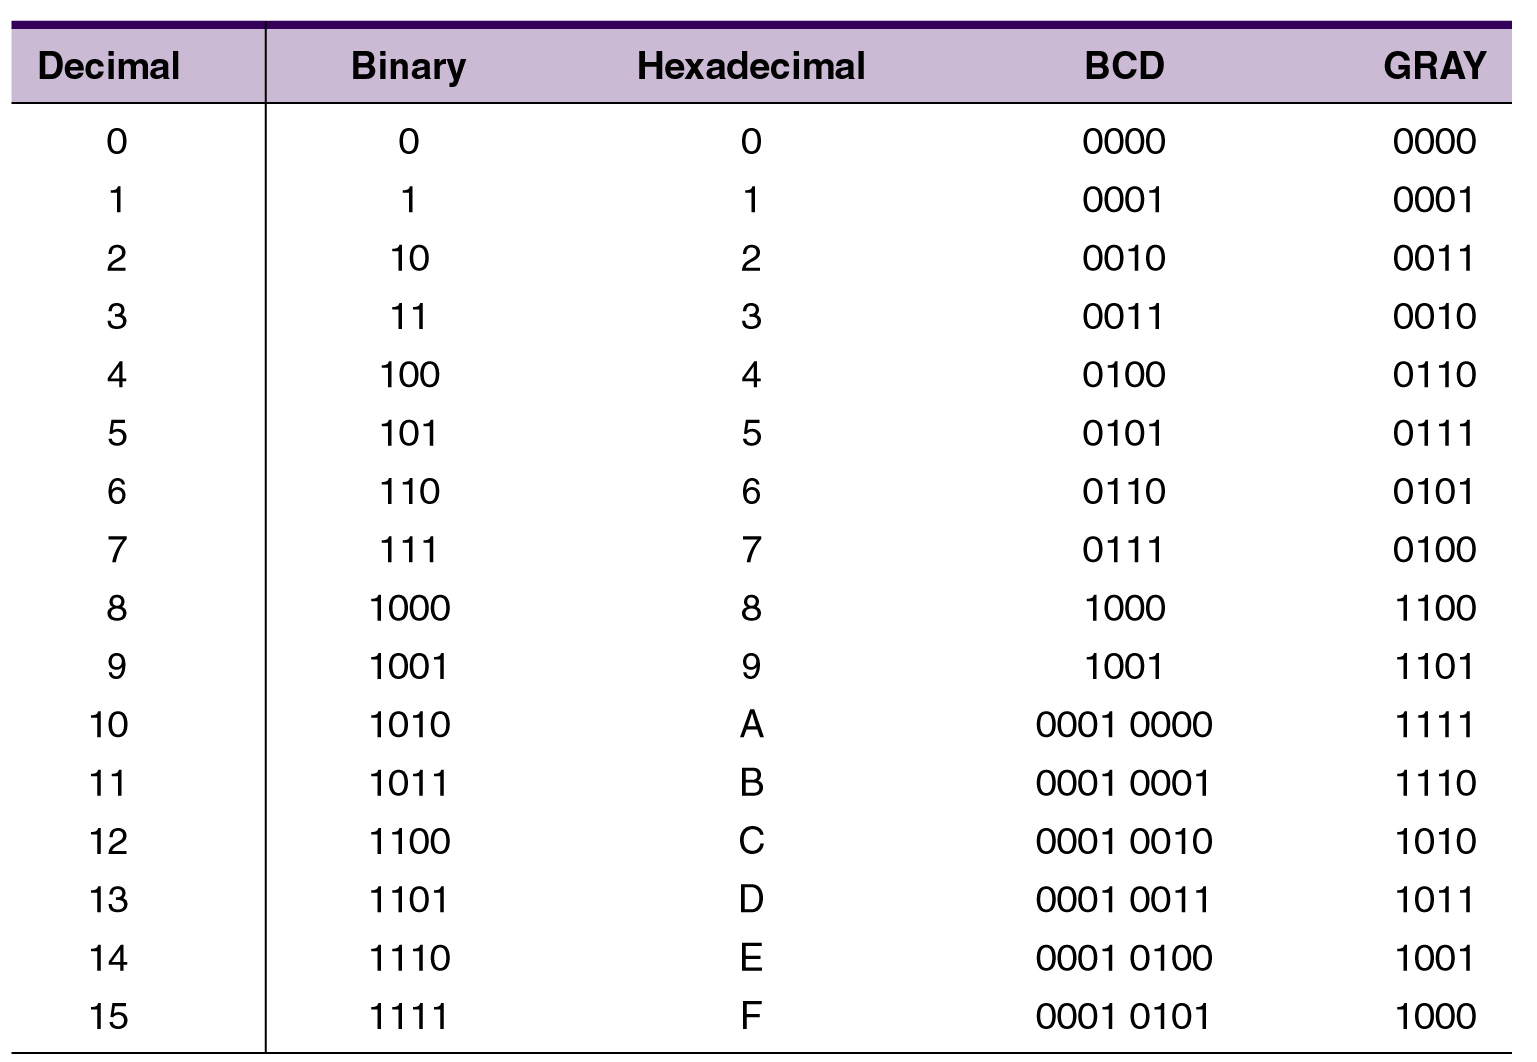 Decimal Binary Hexadecimal BCD GRAY
0 0 0 0000 0000
1 1 1 0001 0001
2 10 2 0010 0011
3 11 3 0011 0010
4 100 4 0100 0110
5 101 5 0101 0111
6 110 6 0110 0101
7 111 7 0111 0100
8 1000 8 1000 1100
9 1001 9 1001 1101
10 1010 A 0001 0000 1111
11 1011 B 0001 0001 1110
12 1100 C 0001 0010 1010
13 1101 D 0001 0011 1011
14 1110 E 0001 0100 1001
15 1111 F 0001 0101 1000